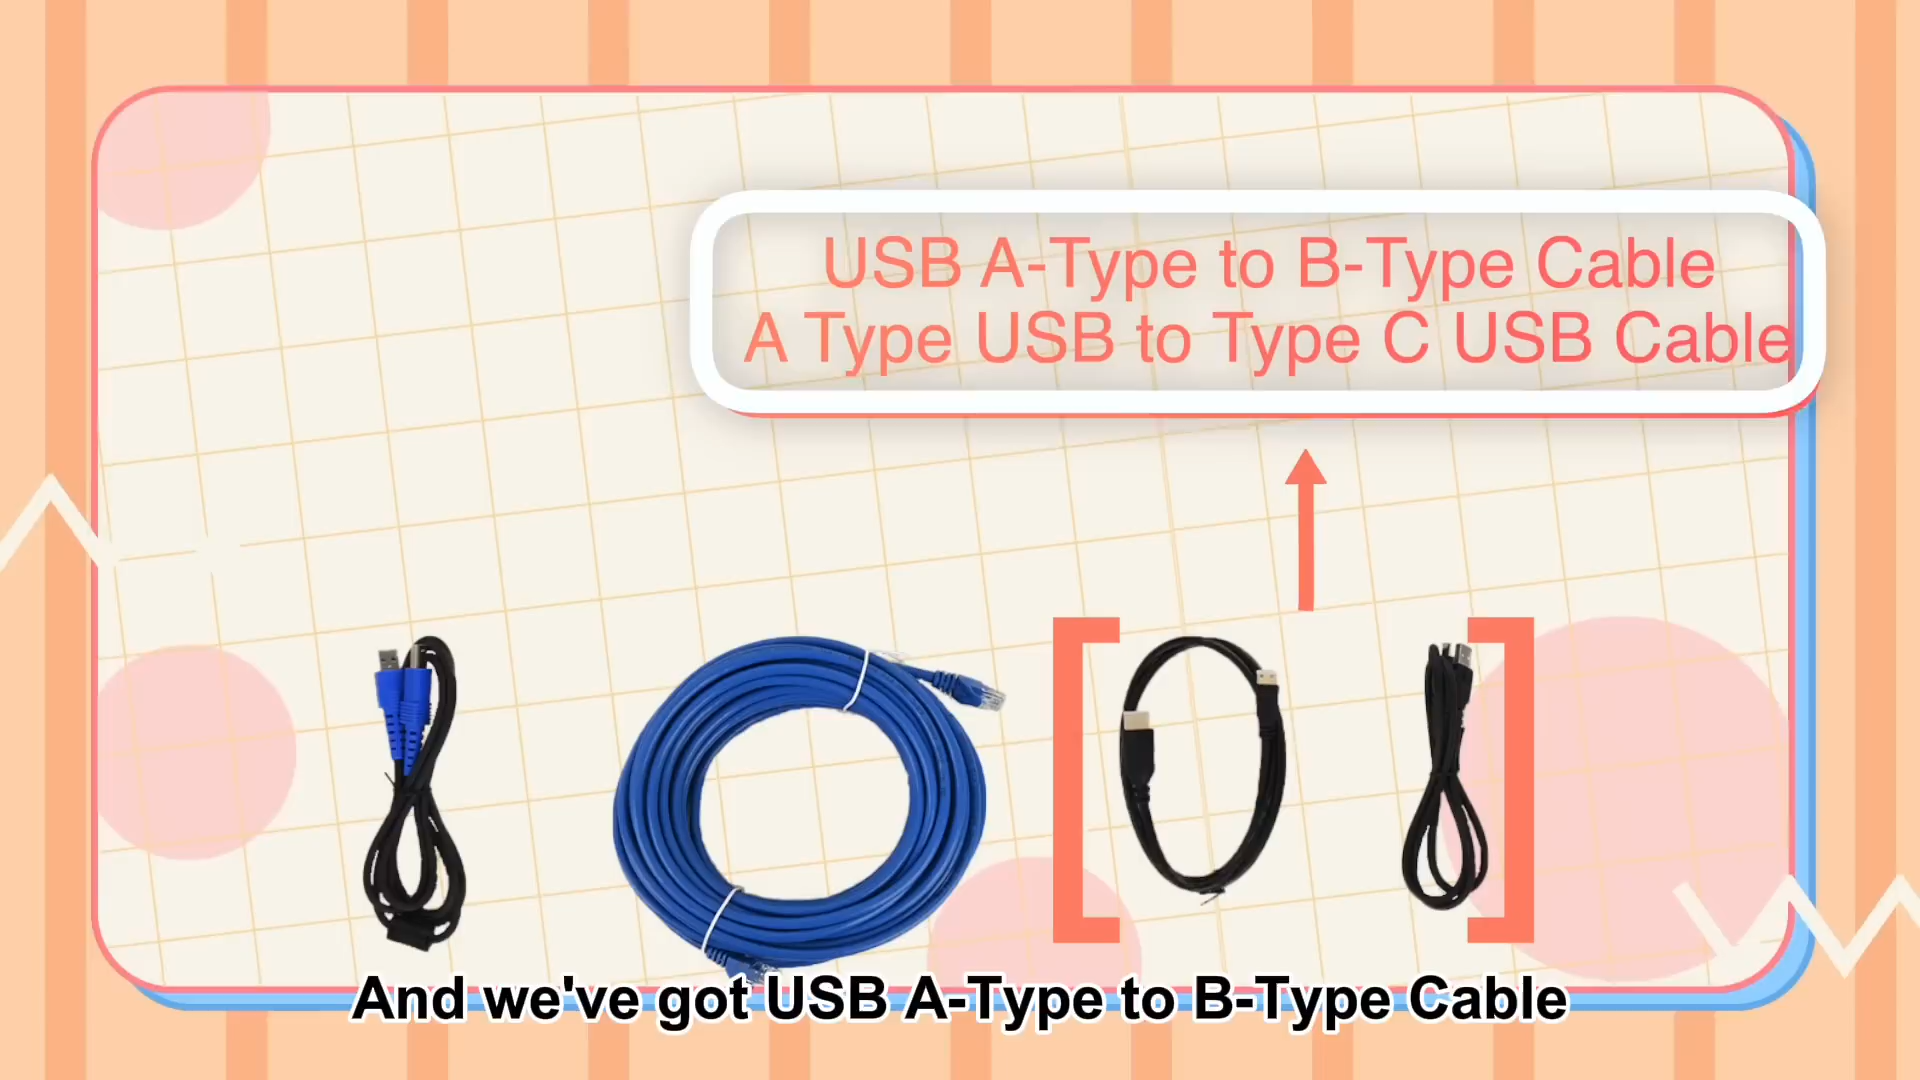 USB A-Type to B-Type Cable
A Type USB to Type C USB Cable
And we've got USB A-Type to B-Type Cable